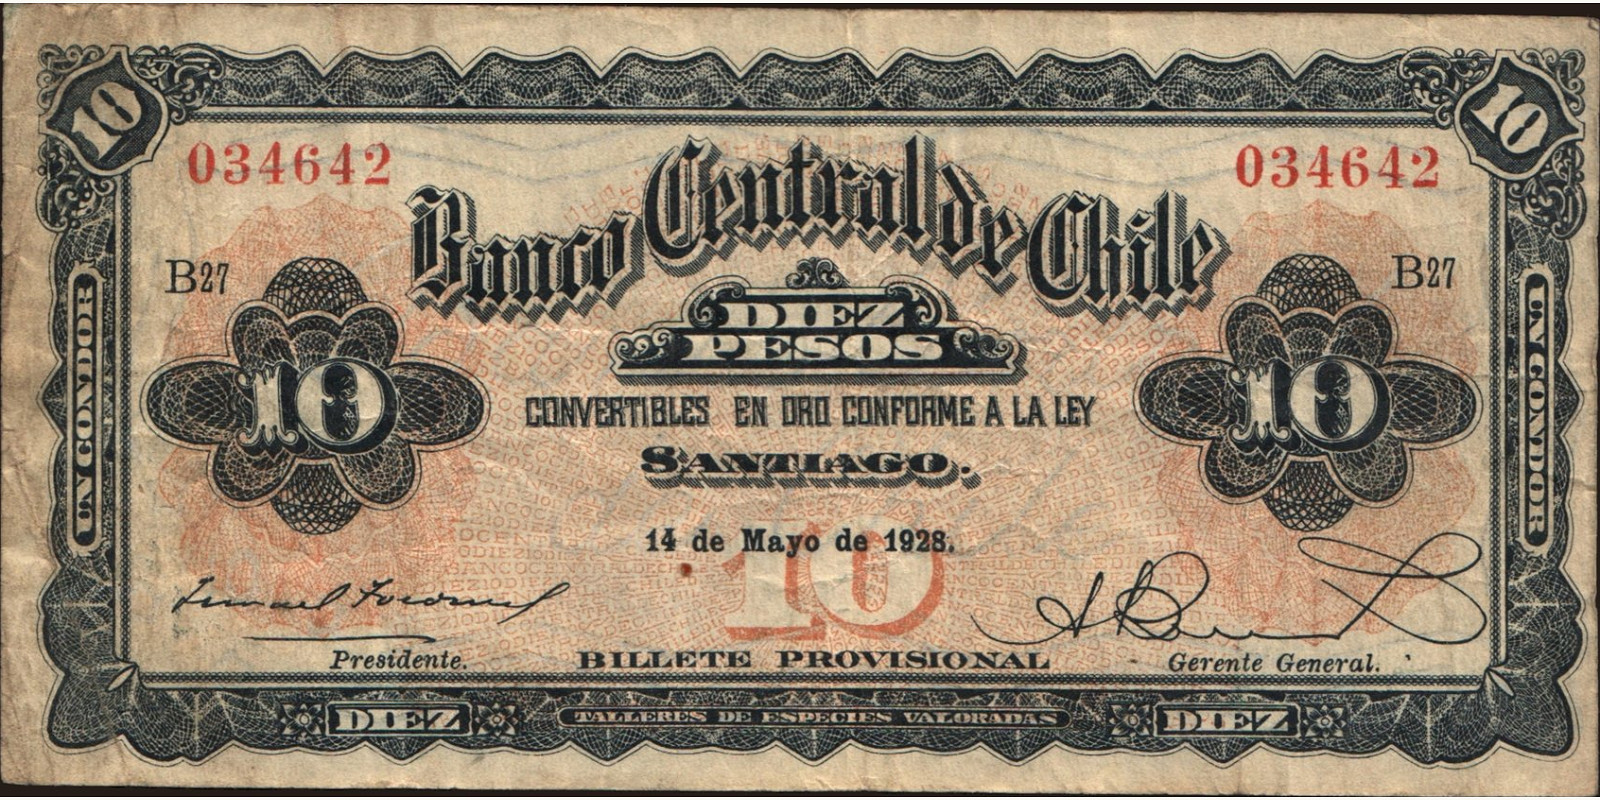 10
10
034642
034642
Banco Central de Chile
B27
B27
DIEZ
PESOS
UN CONDOR
UN CONDOR
10
10
CONVERTIBLES EN ORO CONFORME A LA LEY
SANTIAGO.
14 de Mayo de 1928.
10
Presidente.
BILLETE PROVISIONAL
Gerente General.
DIEZ
TALLERES DE ESPECIES VALORADAS
DIEZ